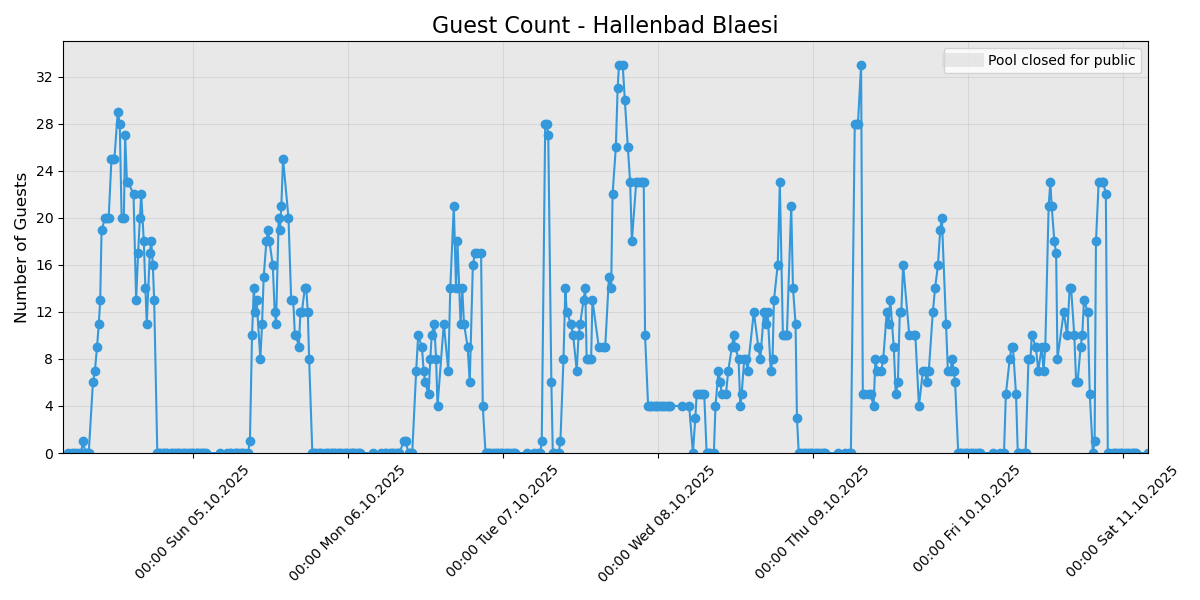 Guest Count - Hallenbad Blaesi
Pool closed for public
Number of Guests
32
28
24
20
16
12
8
4
0
00:00 Sun 05.10.2025
00:00 Mon 06.10.2025
00:00 Tue 07.10.2025
00:00 Wed 08.10.2025
00:00 Thu 09.10.2025
00:00 Fri 10.10.2025
00:00 Sat 11.10.2025